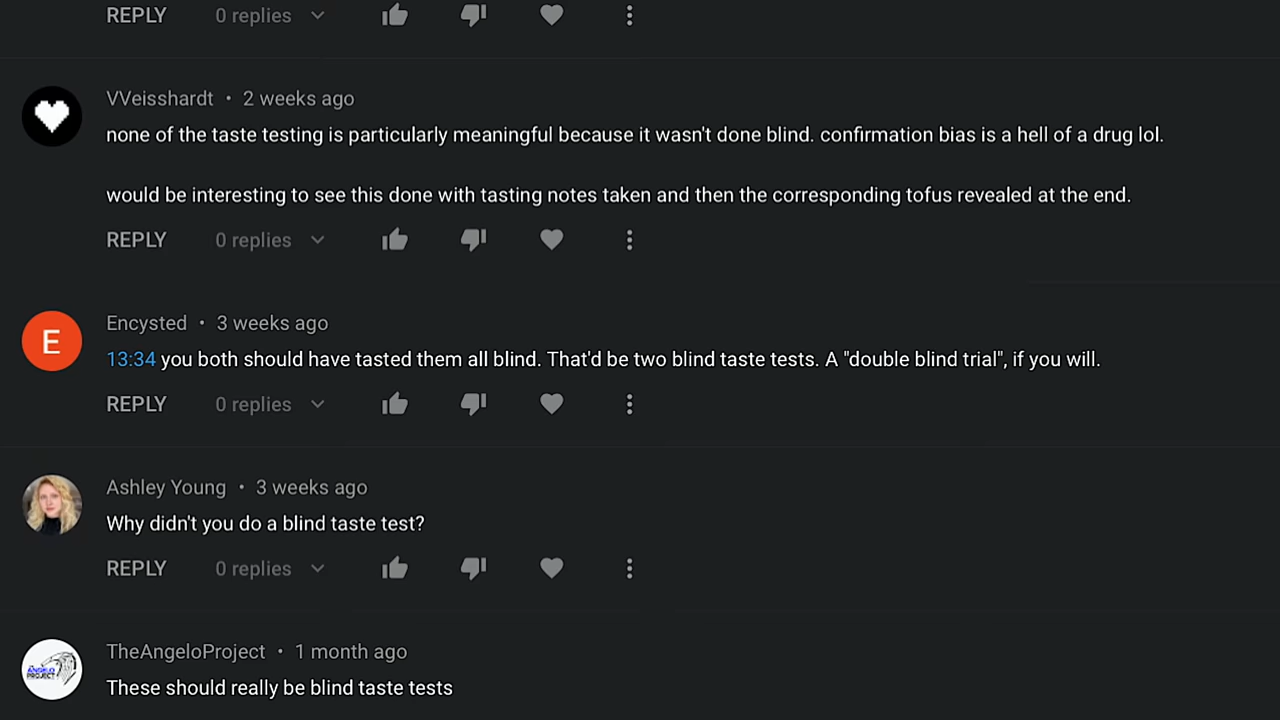 REPLY 0 replies
VVeisshardt • 2 weeks ago
none of the taste testing is particularly meaningful because it wasn't done blind. confirmation bias is a hell of a drug lol.
would be interesting to see this done with tasting notes taken and then the corresponding tofus revealed at the end.
REPLY 0 replies
E
Encysted • 3 weeks ago
13:34 you both should have tasted them all blind. That'd be two blind taste tests. A "double blind trial", if you will.
REPLY 0 replies
Ashley Young • 3 weeks ago
Why didn't you do a blind taste test?
REPLY 0 replies
ANGELO
PROJECT
TheAngeloProject • 1 month ago
These should really be blind taste tests